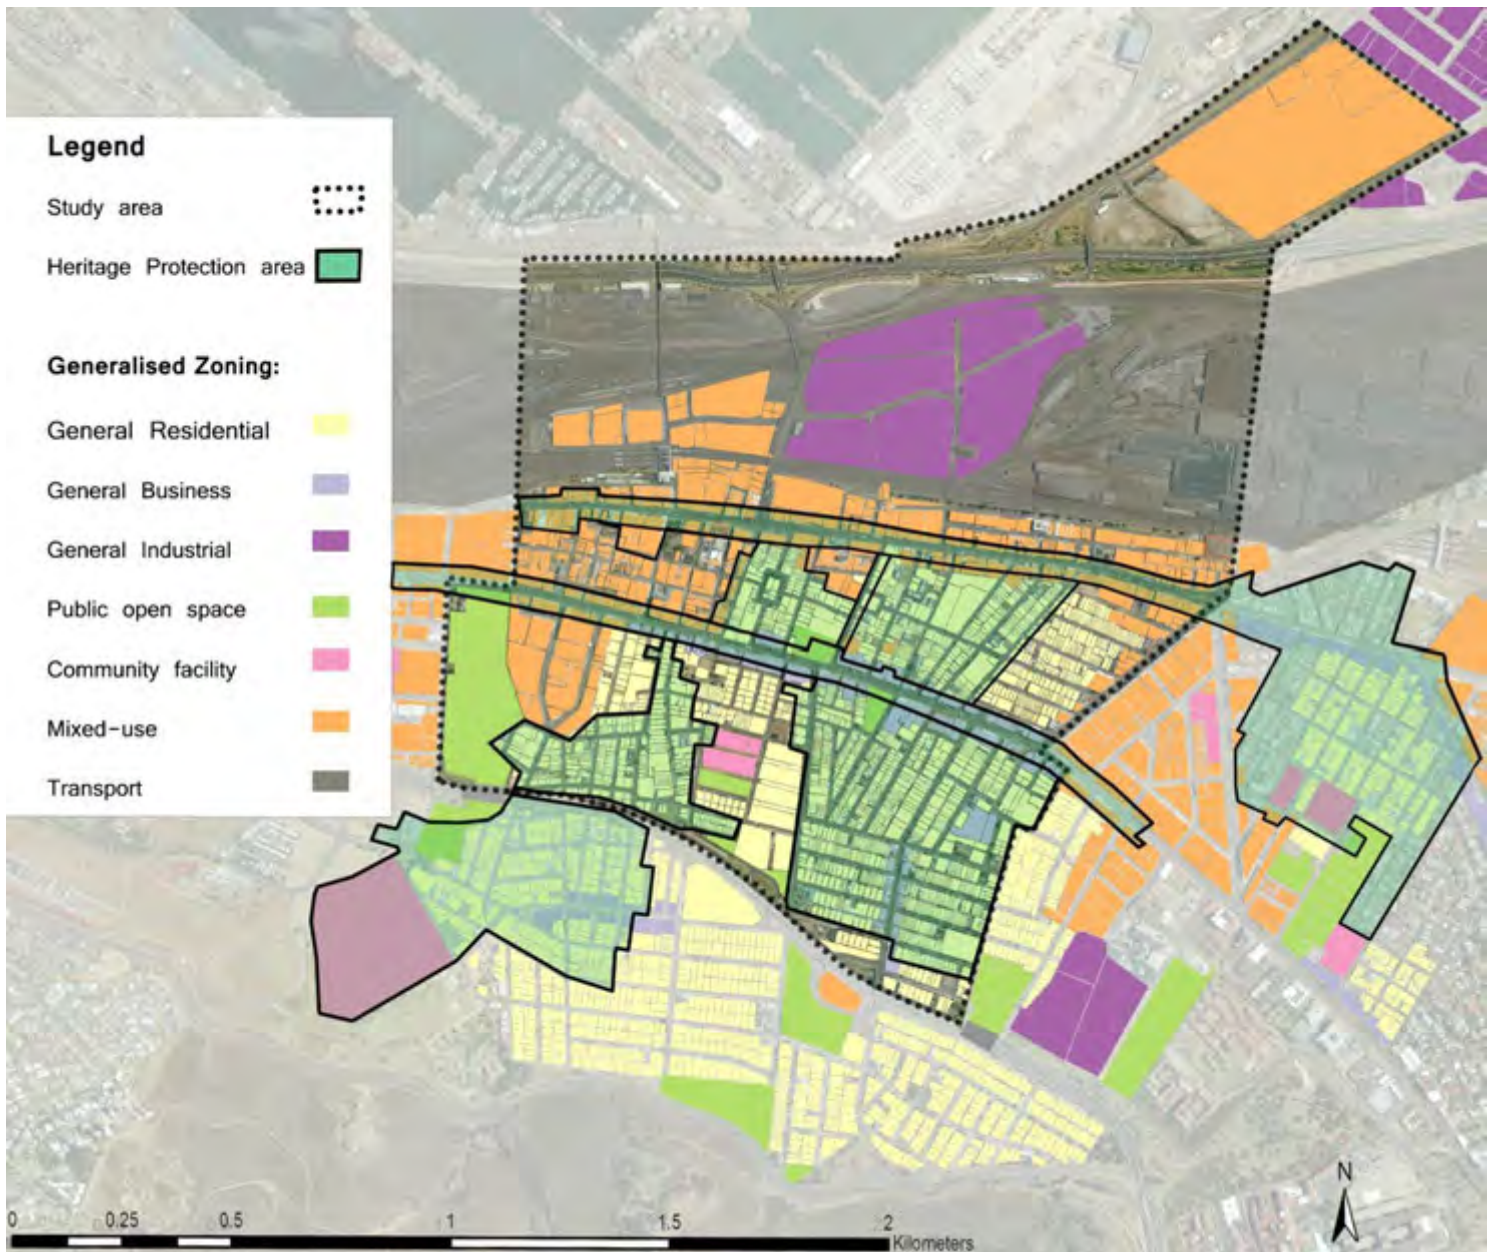 Legend
Study area
Heritage Protection area
Generalised Zoning:
General Residential
General Business
General Industrial
Public open space
Community facility
Mixed-use
Transport
N
0 0.25 0.5 1 1.5 2
Kilometers